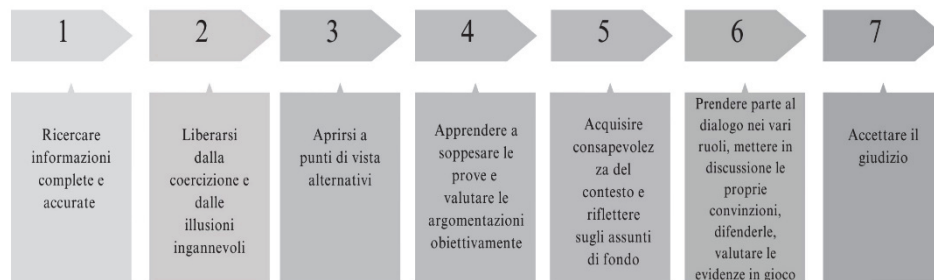 1
2
3
4
5
6
7
Ricercare
informazioni
complete e
accurate
Liberarsi
dalla
coercizione e
dalle
illusioni
ingannevoli
Aprirsi a
punti di vista
alternativi
Apprendere a
soppesare le
prove e
valutare le
argomentazioni
obiettivamente
Acquisire
consapevolez
za del
contesto e
riflettere
sugli assunti
di fondo
Prendere parte al
dialogo nei vari
ruoli, mettere in
discussione le
proprie
convinzioni,
difenderle,
valutare le
evidenze in gioco
Accettare il
giudizio